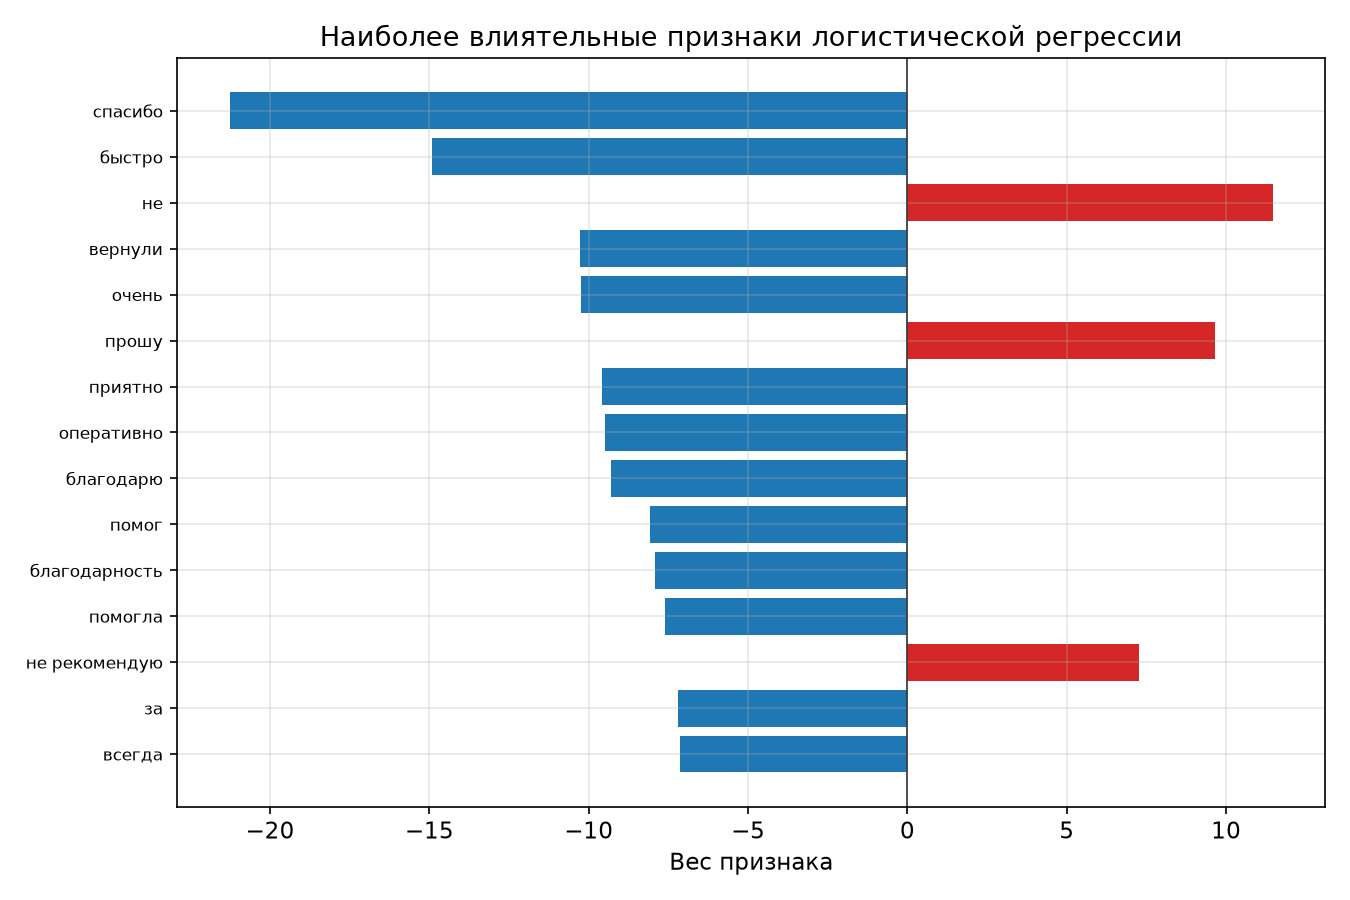 Наиболее влиятельные признаки логистической регрессии
спасибо
быстро
не
вернули
очень
прошу
приятно
оперативно
благодарю
помог
благодарность
помогла
не рекомендую
за
всегда
−20 −15 −10 −5 0 5 10
Вес признака